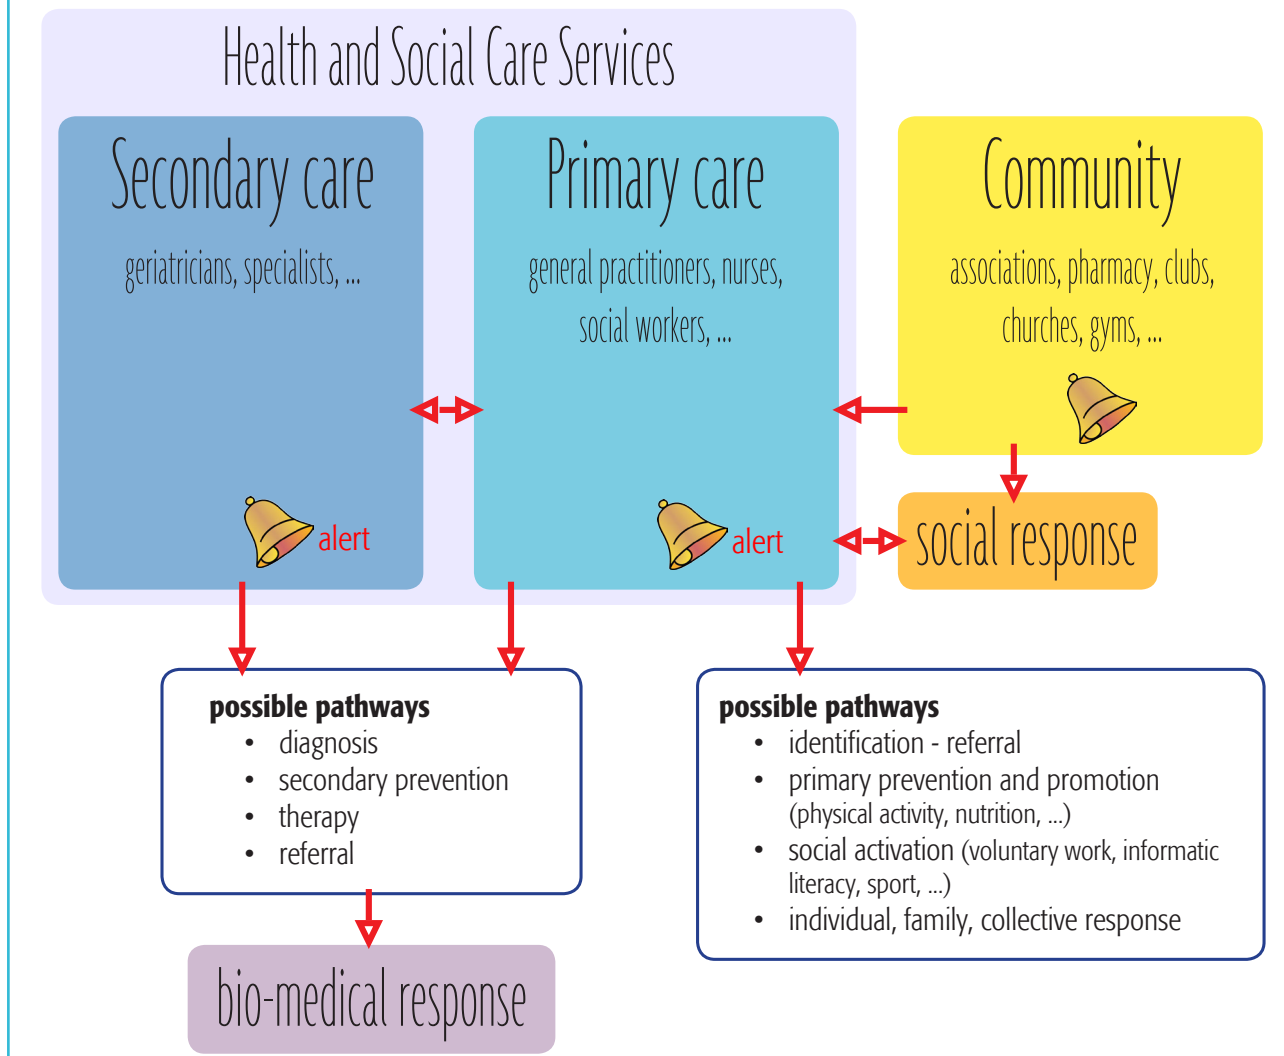 Health and Social Care Services
Secondary care
geriatricians, specialists, ...
alert
Primary care
general practitioners, nurses,
social workers, ...
alert
Community
associations, pharmacy, clubs,
churches, gyms, ...
social response
possible pathways
• diagnosis
• secondary prevention
• therapy
• referral
bio-medical response
possible pathways
• identification - referral
• primary prevention and promotion
(physical activity, nutrition, ...)
• social activation (voluntary work, informatic
literacy, sport, ...)
• individual, family, collective response